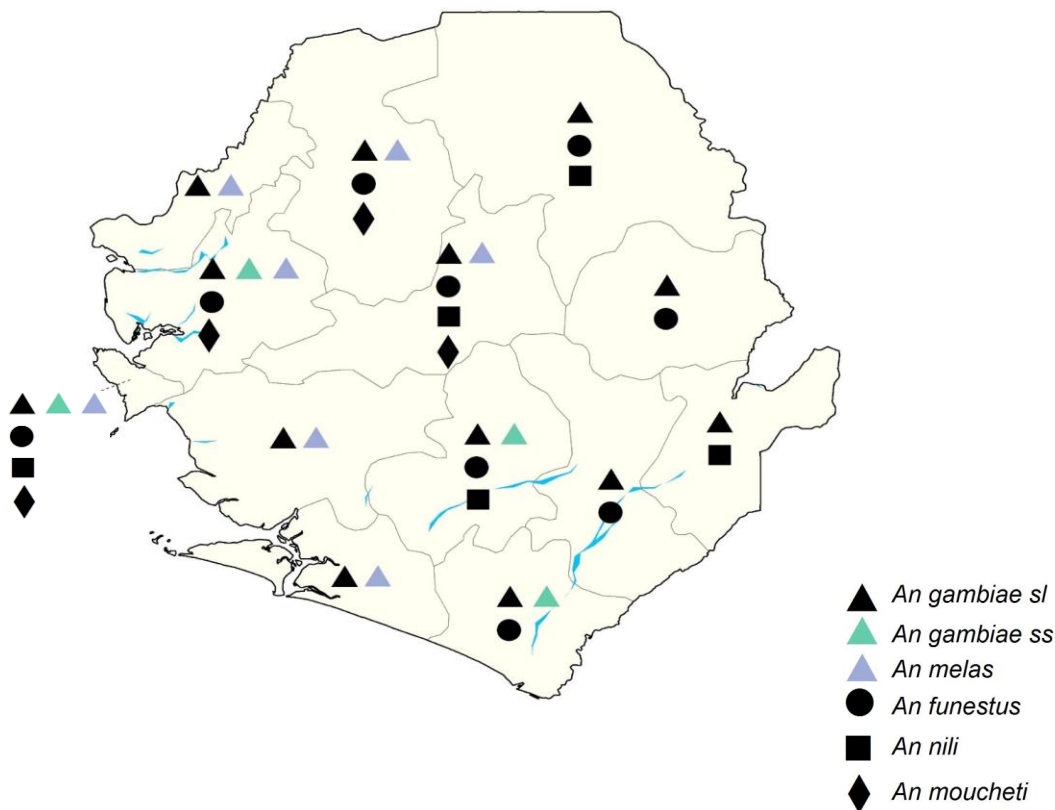 An gambiae sl
An gambiae ss
An melas
An funestus
An nili
An moucheti